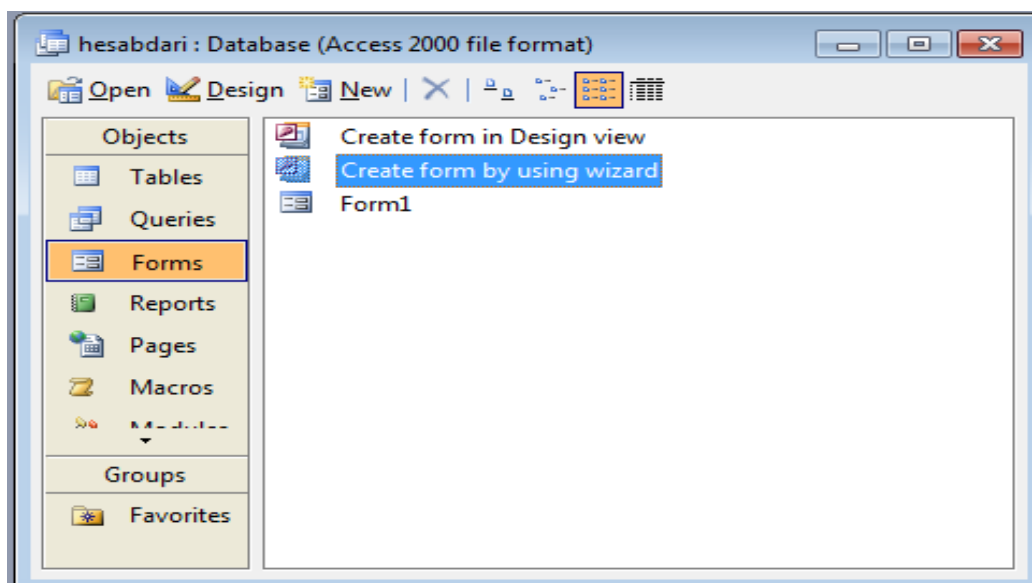 hesabdari : Database (Access 2000 file format)
Open Design New
Objects
Tables
Queries
Forms
Reports
Pages
Macros
Groups
Favorites
Create form in Design view
Create form by using wizard
Form1